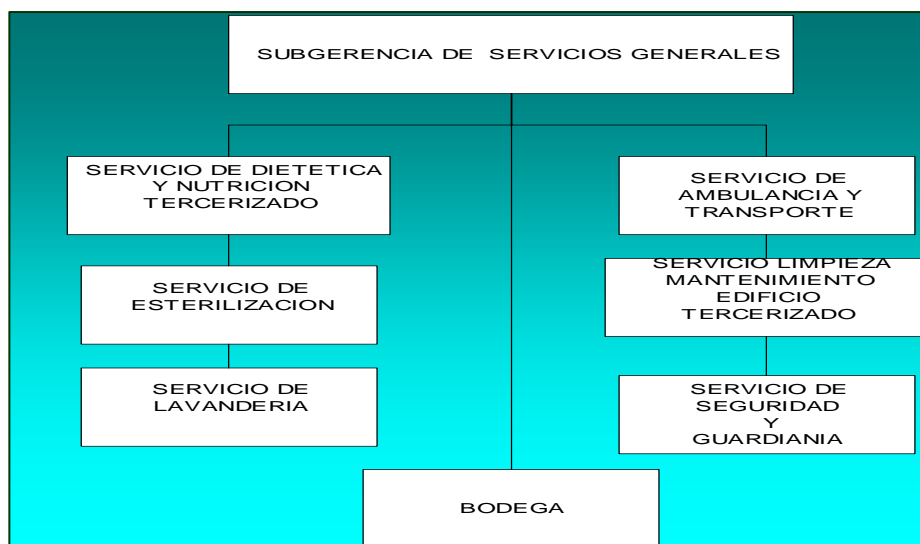 SUBGERENCIA DE SERVICIOS GENERALES
SERVICIO DE DIETETICA
Y NUTRICION
TERCERIZADO
SERVICIO DE
AMBULANCIA Y
TRANSPORTE
SERVICIO DE
ESTERILIZACION
SERVICIO LIMPIEZA
MANTENIMIENTO
EDIFICIO
TERCERIZADO
SERVICIO DE
LAVANDERIA
SERVICIO DE
SEGURIDAD
Y
GUARDIANIA
BODEGA